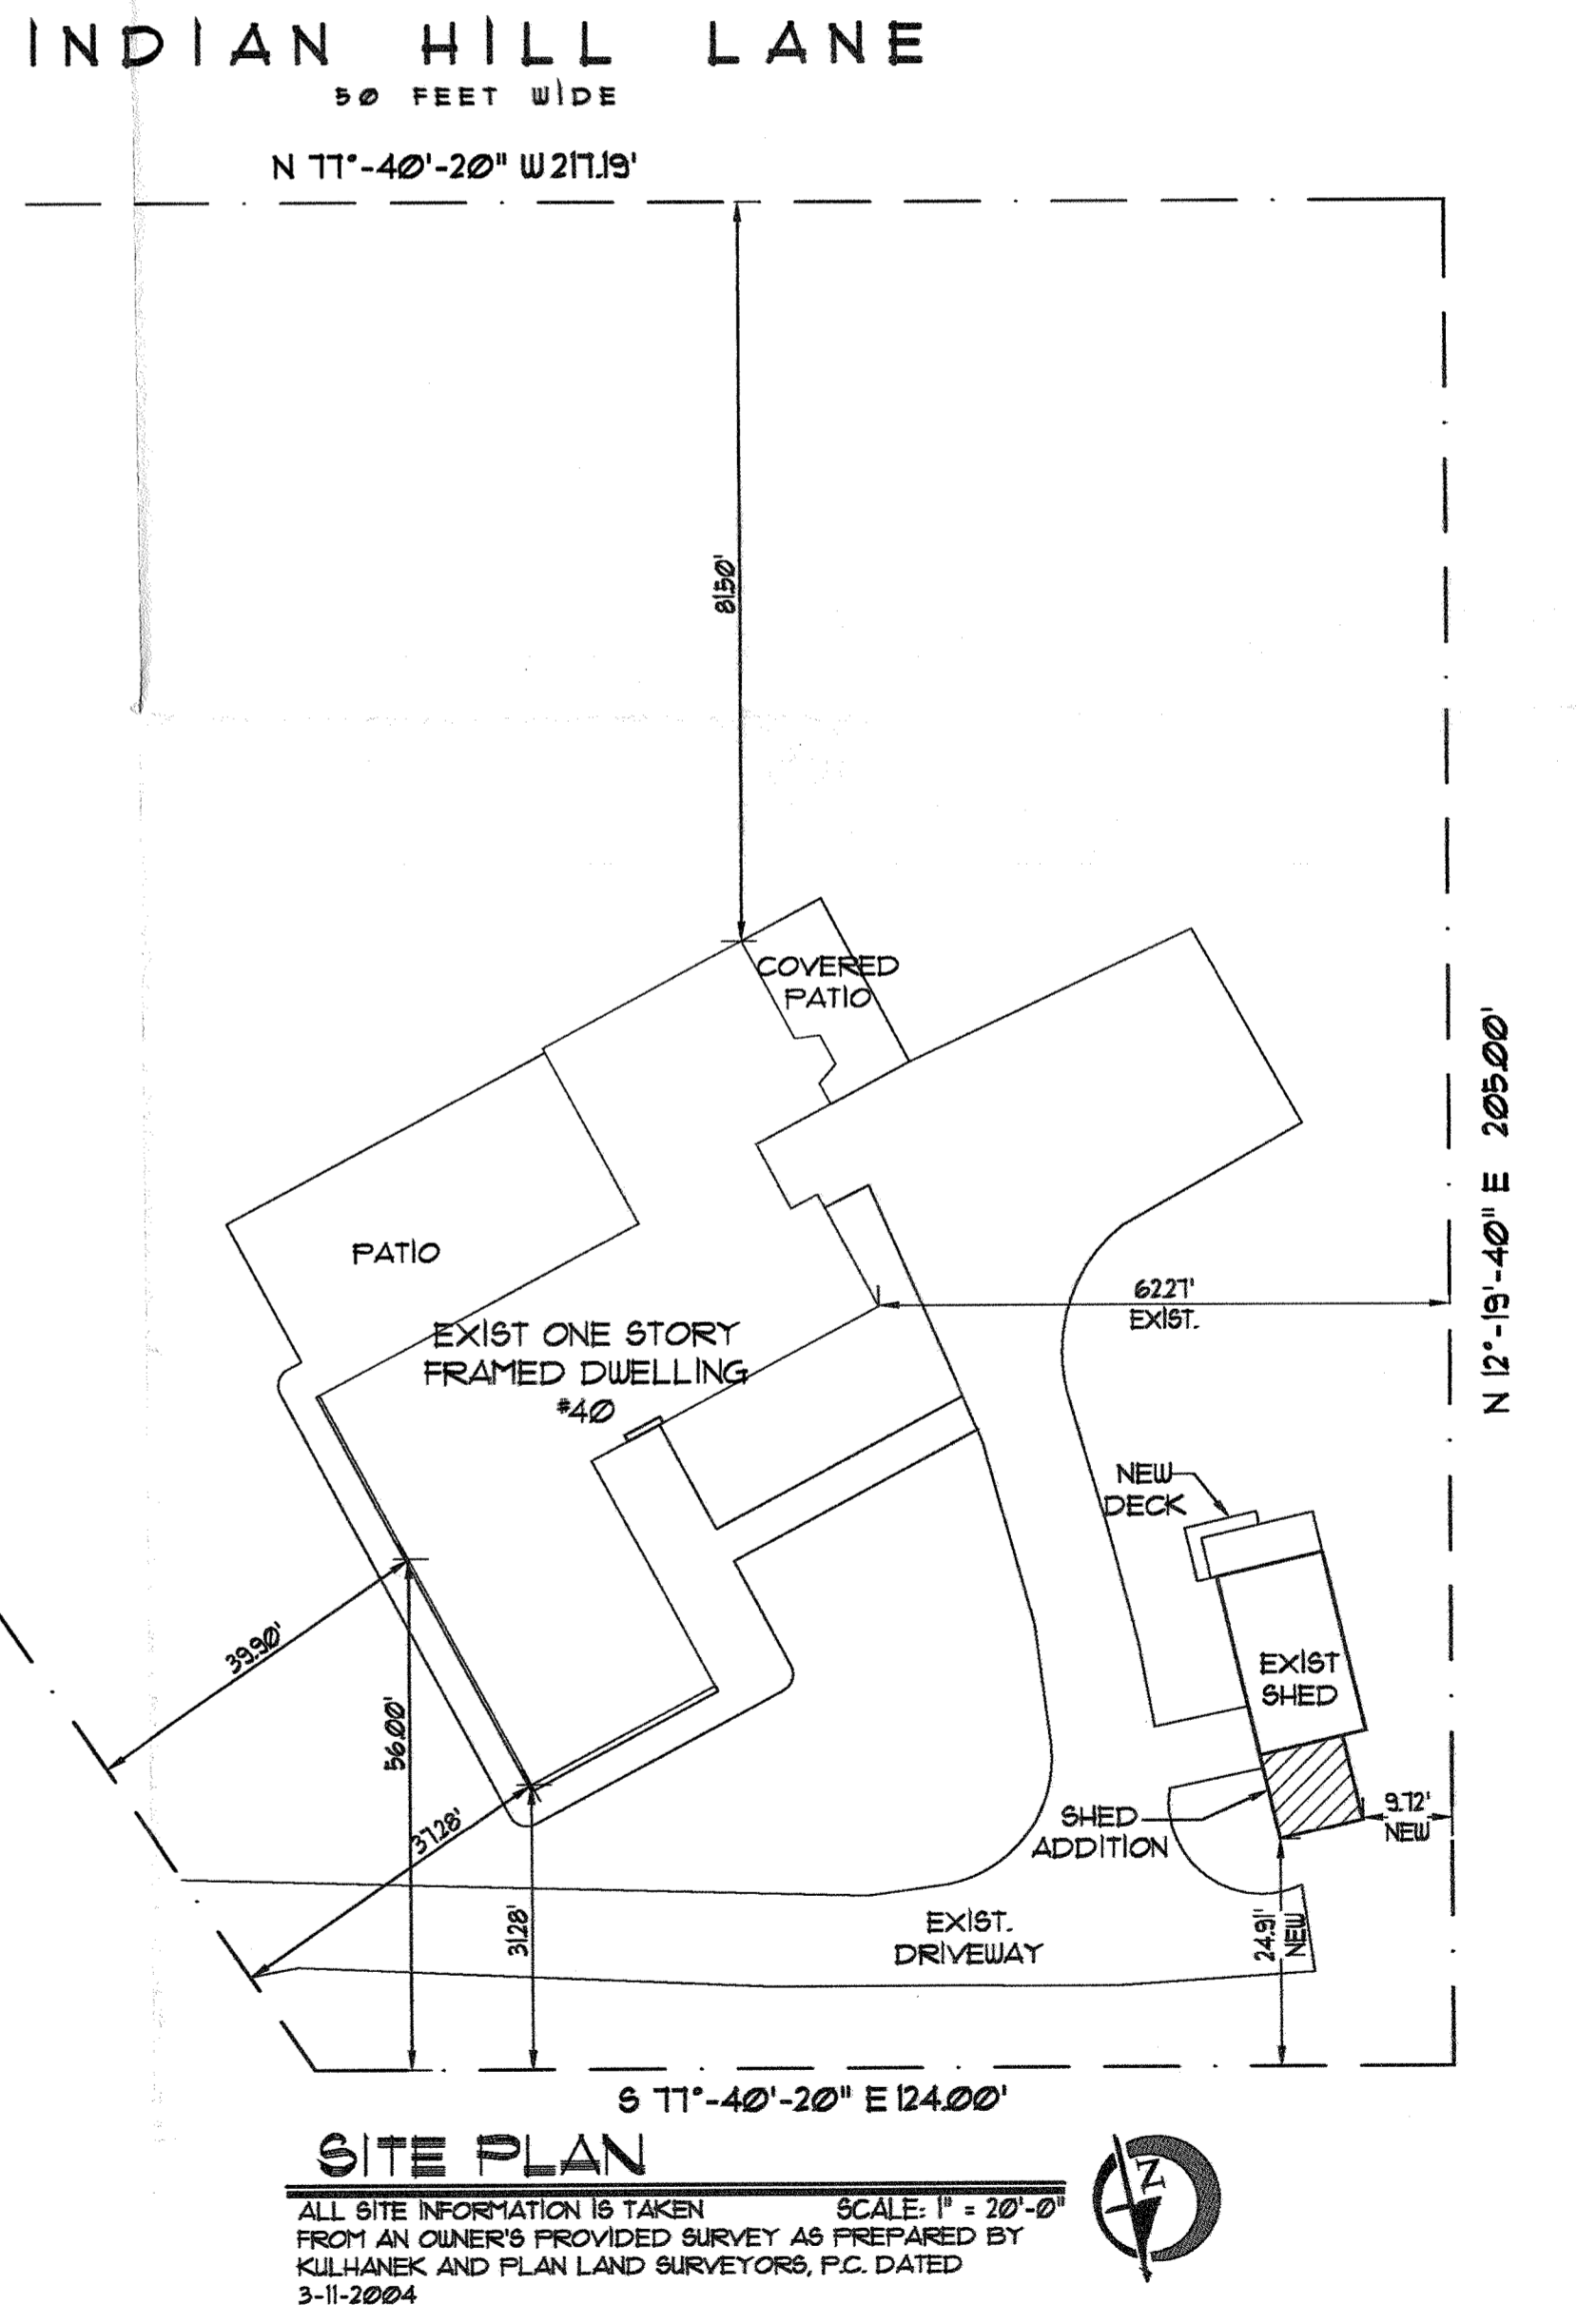 INDIAN HILL LANE
50 FEET WIDE
N 77°-40'-20" W 217.19'
81.50'
COVERED
PATIO
N 12°-19'-40" E 205.00'
PATIO
62.27'
EXIST.
EXIST ONE STORY
FRAMED DWELLING
#40
NEW
DECK
39.90'
EXIST
SHED
56.00'
9.72'
NEW
SHED
ADDITION
37.28'
31.28'
EXIST.
DRIVEWAY
24.91'
NEW
S 77°-40'-20" E 124.00'
SITE PLAN
ALL SITE INFORMATION IS TAKEN SCALE: 1" = 20'-0"
FROM AN OWNER'S PROVIDED SURVEY AS PREPARED BY
KULHANEK AND PLAN LAND SURVEYORS, P.C. DATED
3-11-2004
N